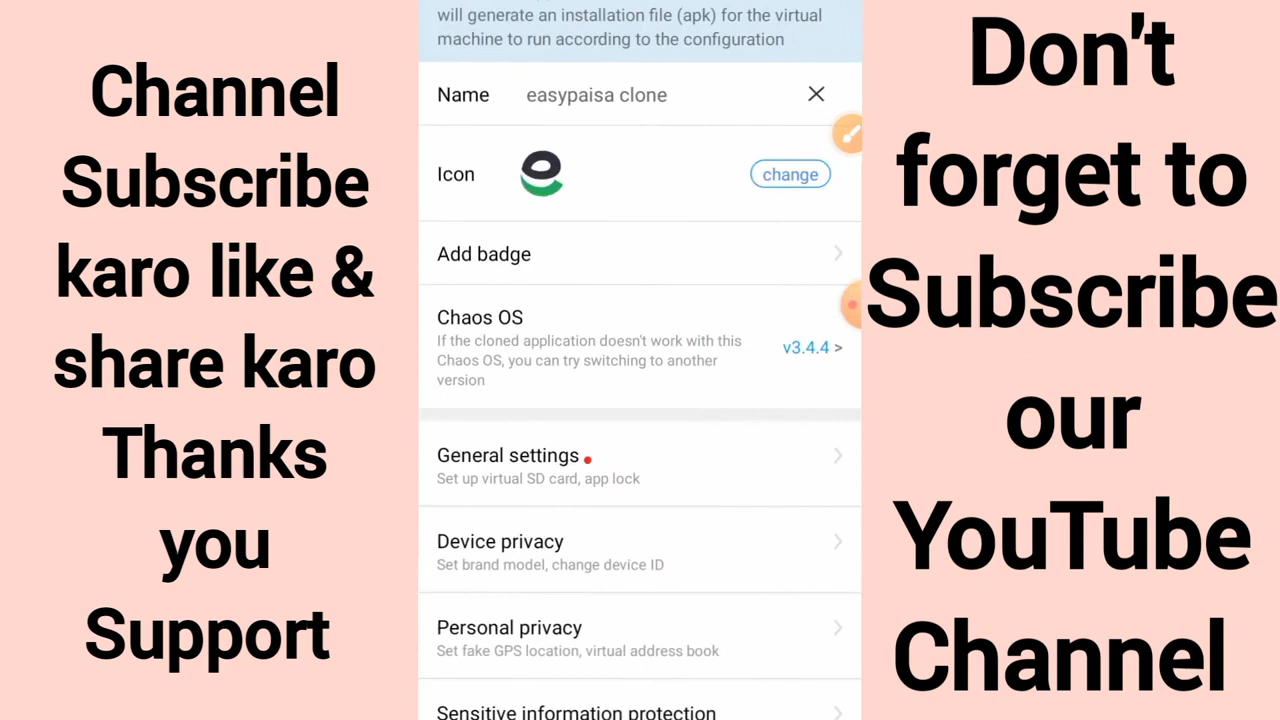 Channel
Subscribe
karo like &
share karo
Thanks
you
Support
will generate an installation file (apk) for the virtual
machine to run according to the configuration
Name easypaisa clone
Icon change
Add badge
Chaos OS
If the cloned application doesn't work with this
Chaos OS, you can try switching to another
version
v3.4.4 >
General settings
Set up virtual SD card, app lock
Device privacy
Set brand model, change device ID
Personal privacy
Set fake GPS location, virtual address book
Sensitive information protection
Don't
forget to
Subscribe
our
YouTube
Channel